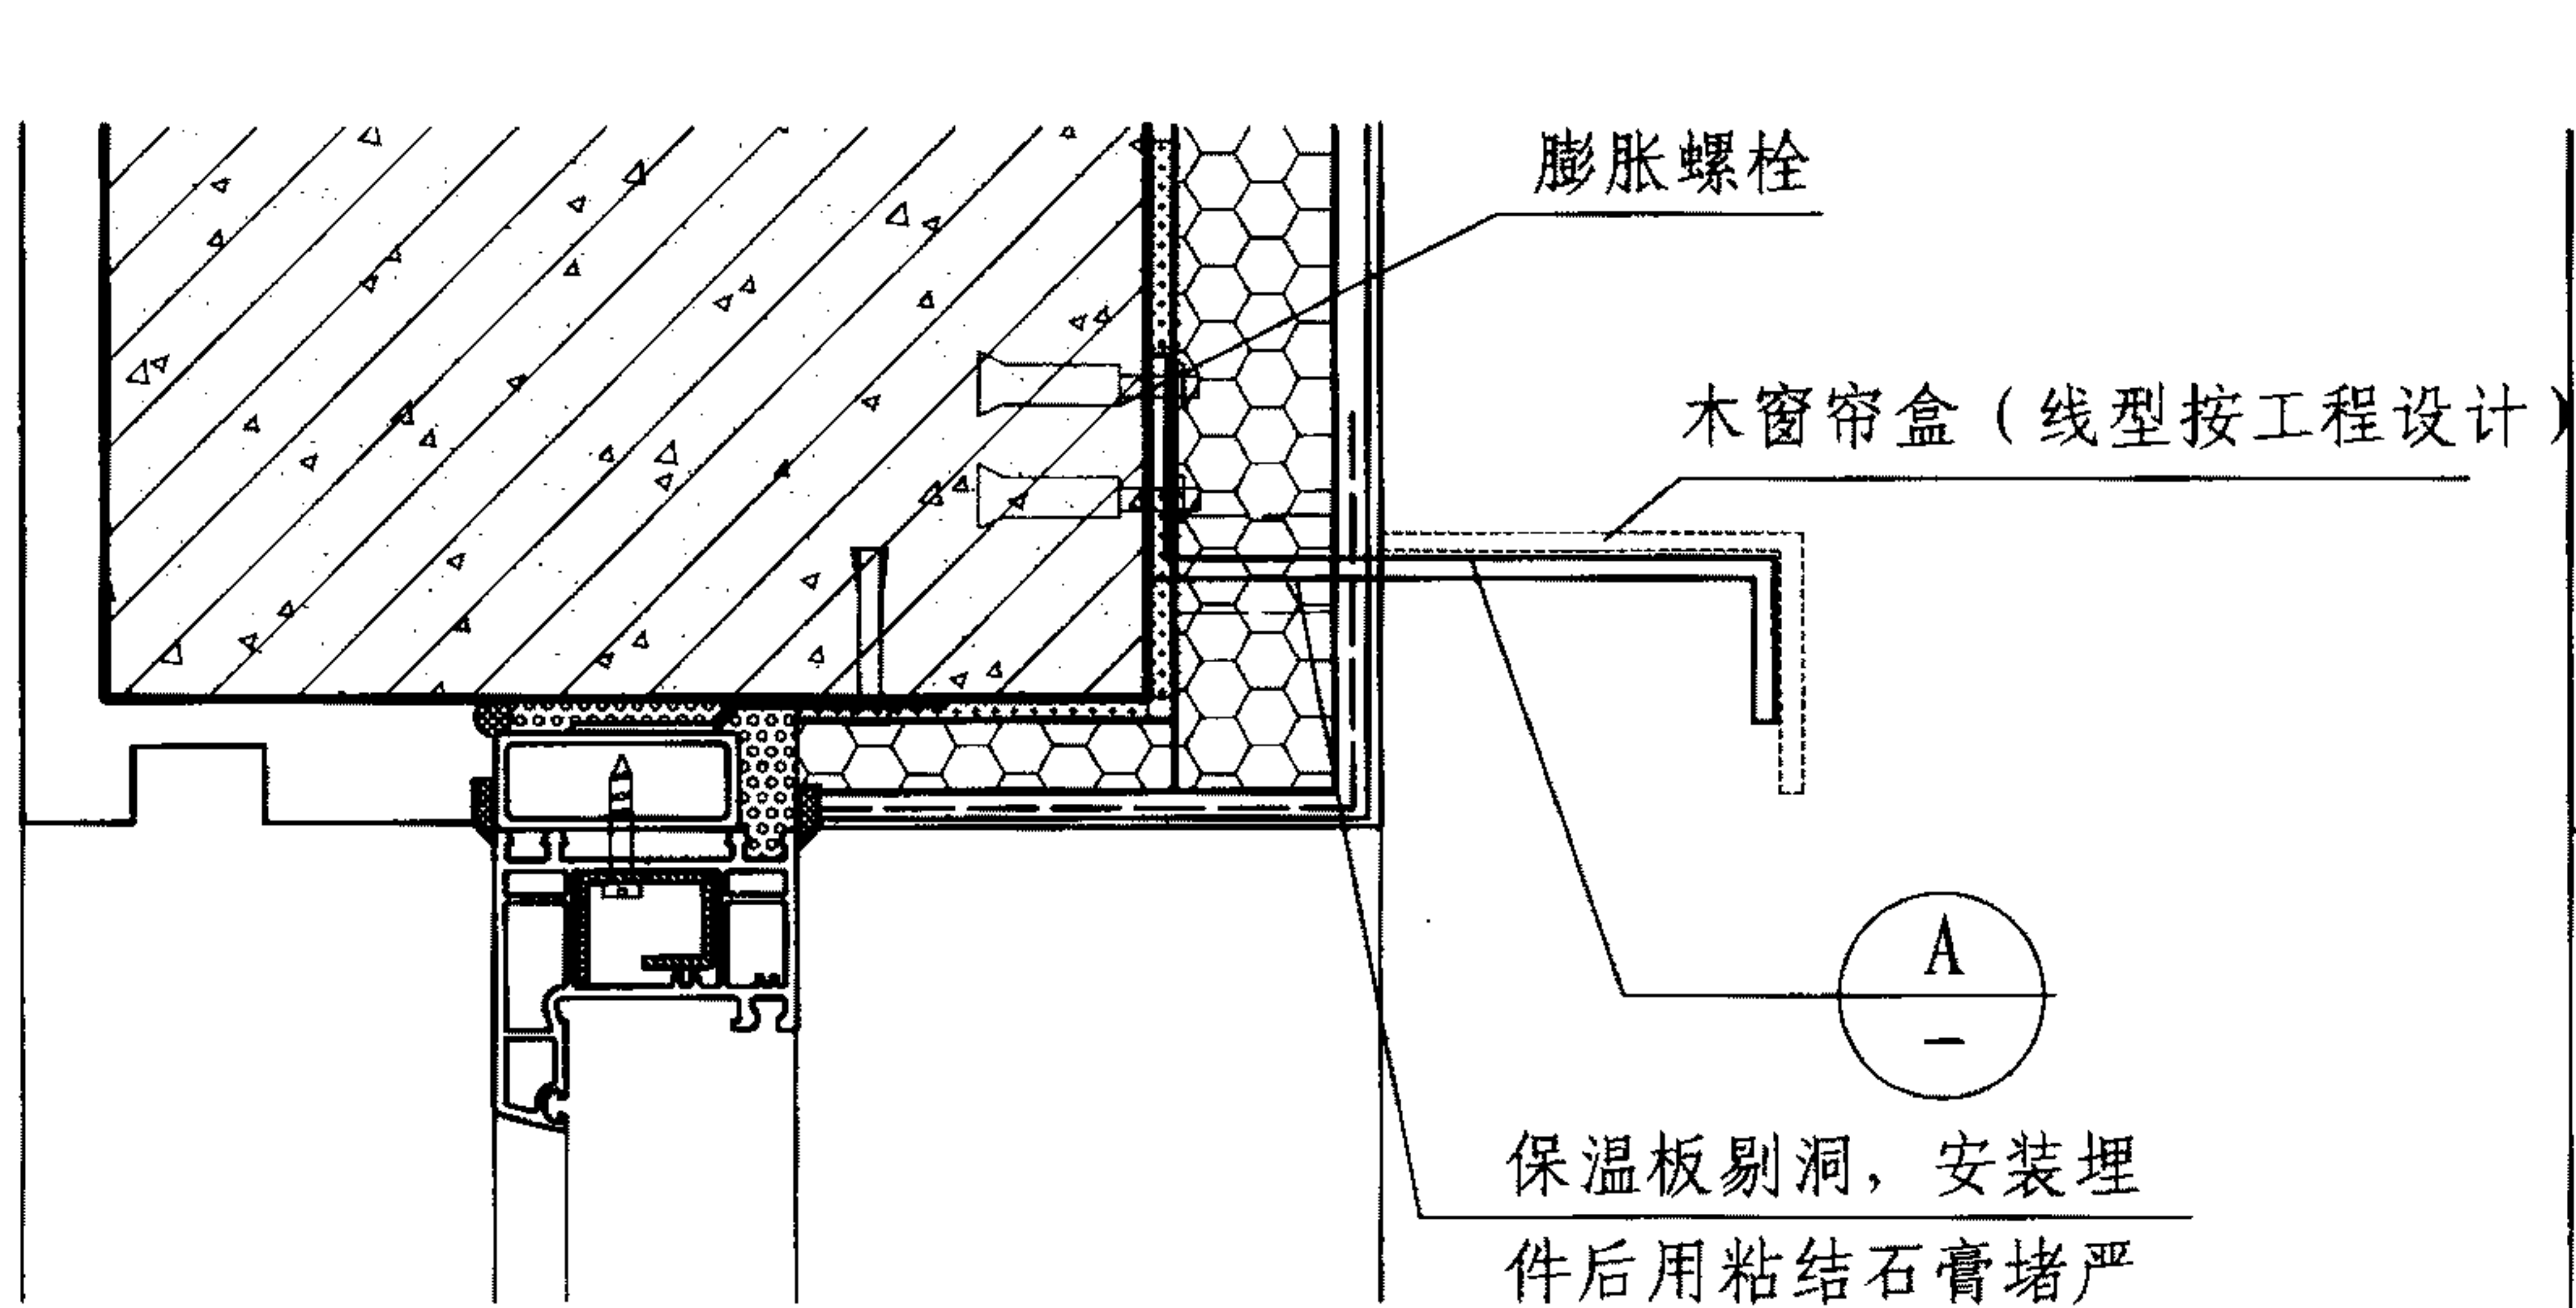 膨胀螺栓
木窗帘盒（线型按工程设计）
A
—
保温板剔洞，安装埋
件后用粘结石膏堵严